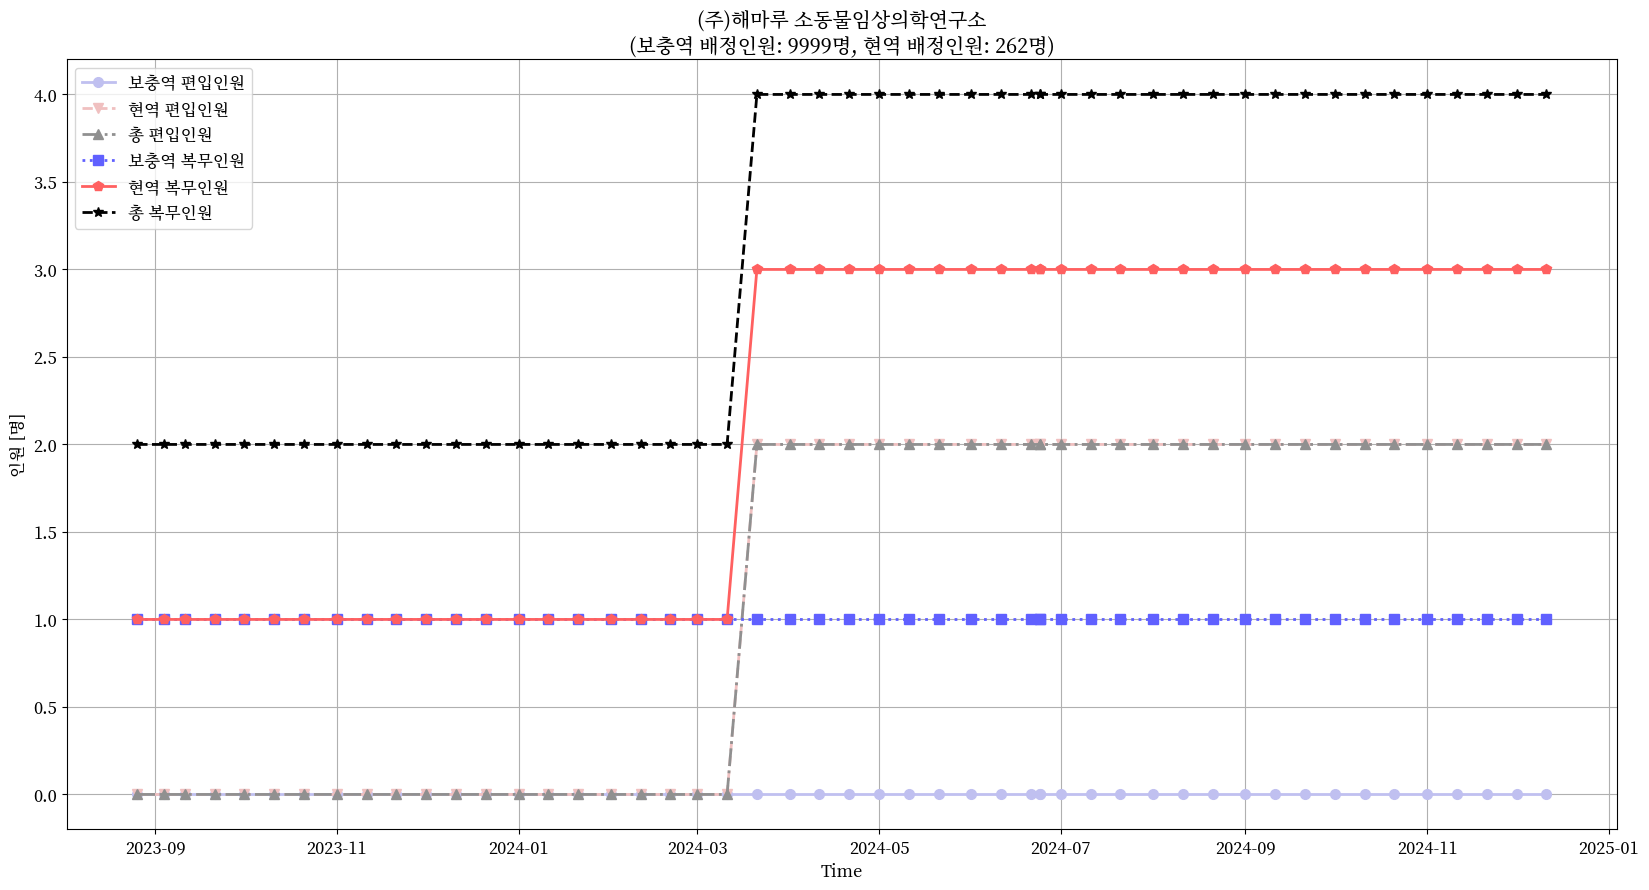 (주)해마루 소동물임상의학연구소
(보충역 배정인원: 9999명, 현역 배정인원: 262명)
보충역 편입인원
현역 편입인원
총 편입인원
보충역 복무인원
현역 복무인원
총 복무인원
4.0
3.5
3.0
2.5
2.0
1.5
1.0
0.5
0.0
인원 [명]
2023-09
2023-11
2024-01
2024-03
2024-05
2024-07
2024-09
2024-11
2025-01
Time